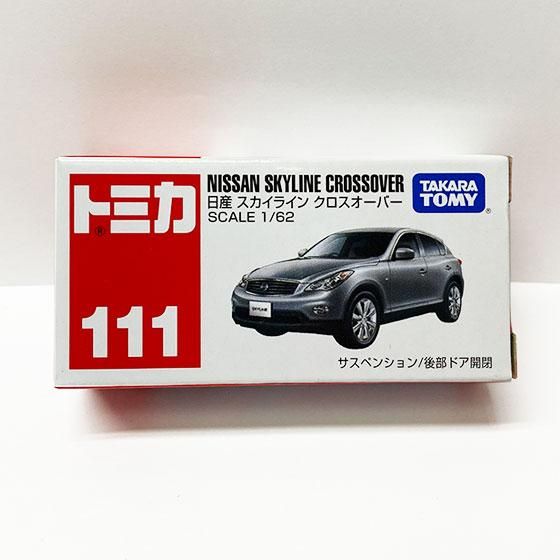 トミカ
®
111
NISSAN SKYLINE CROSSOVER
日産 スカイライン クロスオーバー
SCALE 1/62
TAKARA
TOMY
®
SKYLINE
サスペンション/後部ドア開閉